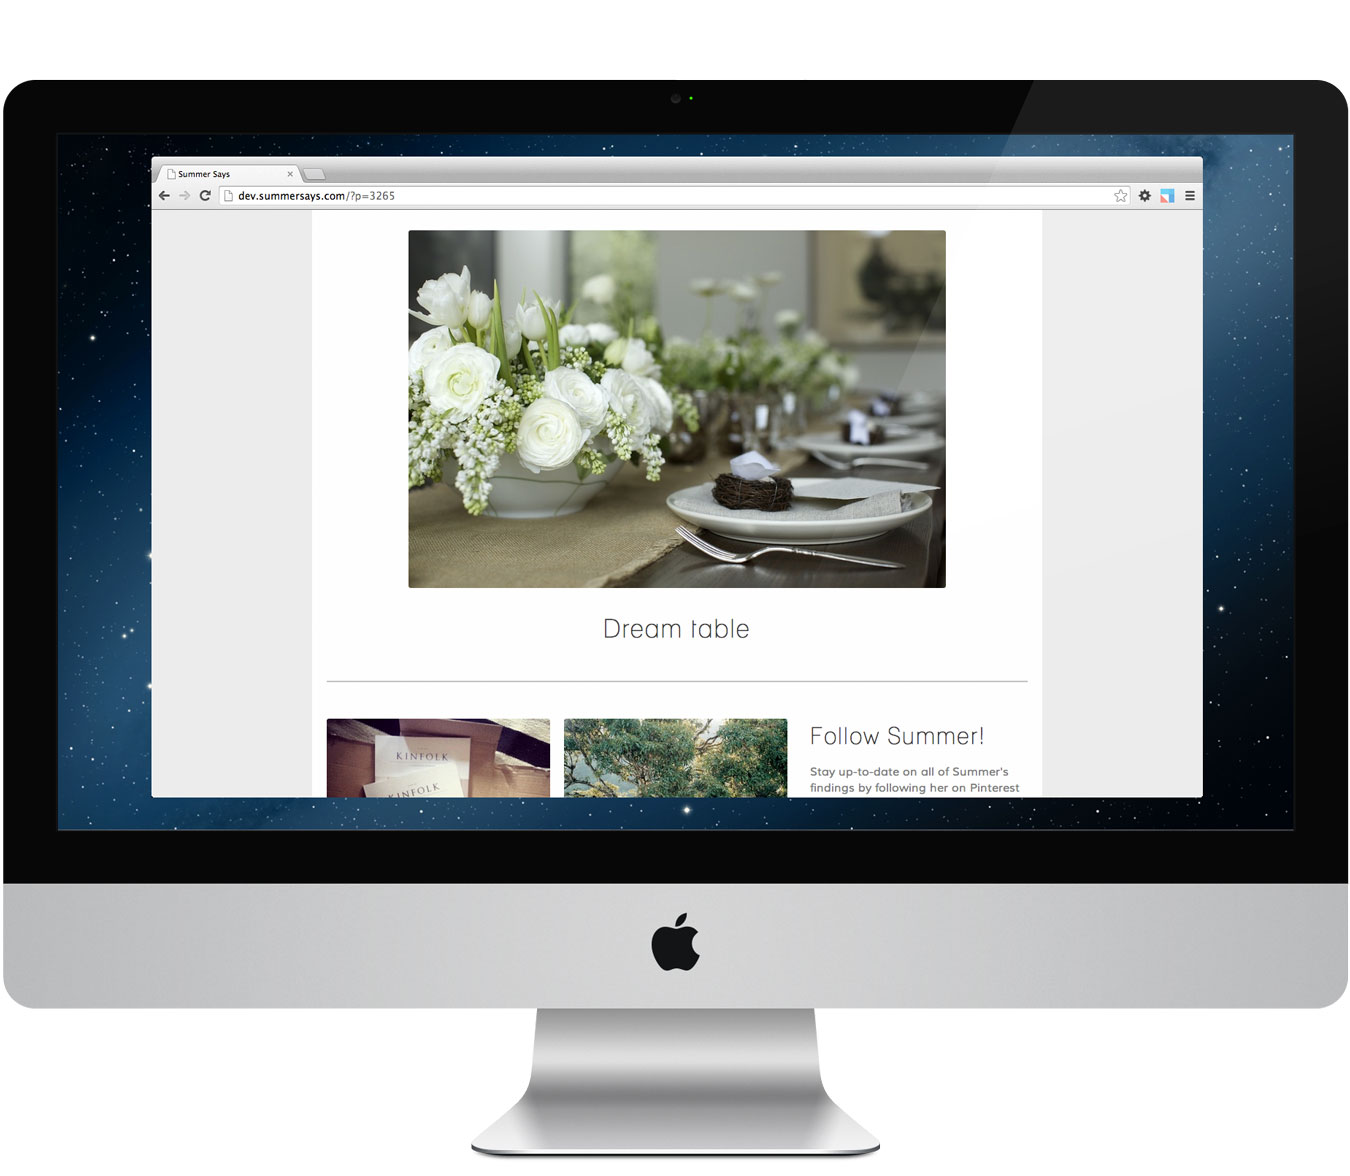 Summer Says
dev.summersays.com/?p=3265
Dream table
KINFOLK
KINFOLK
Follow Summer!
Stay up-to-date on all of Summer's
findings by following her on Pinterest